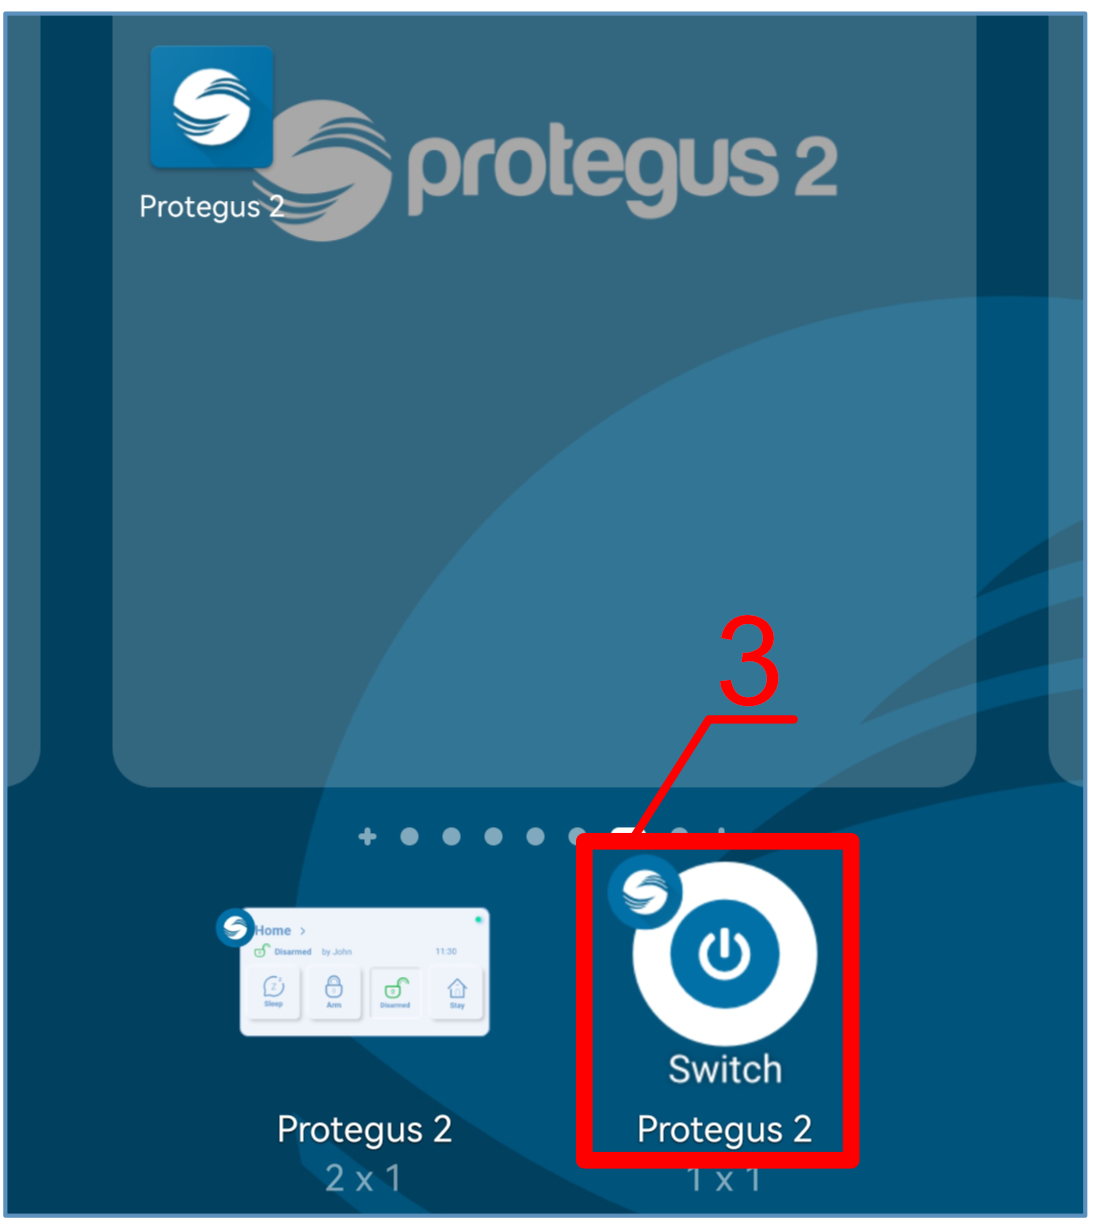 protegus 2
Protegus 2
3
Home >
Disarmed by John 11:30
Sleep Arm Disarmed Stay
Switch
Protegus 2 Protegus 2
2 x 1 1 x 1